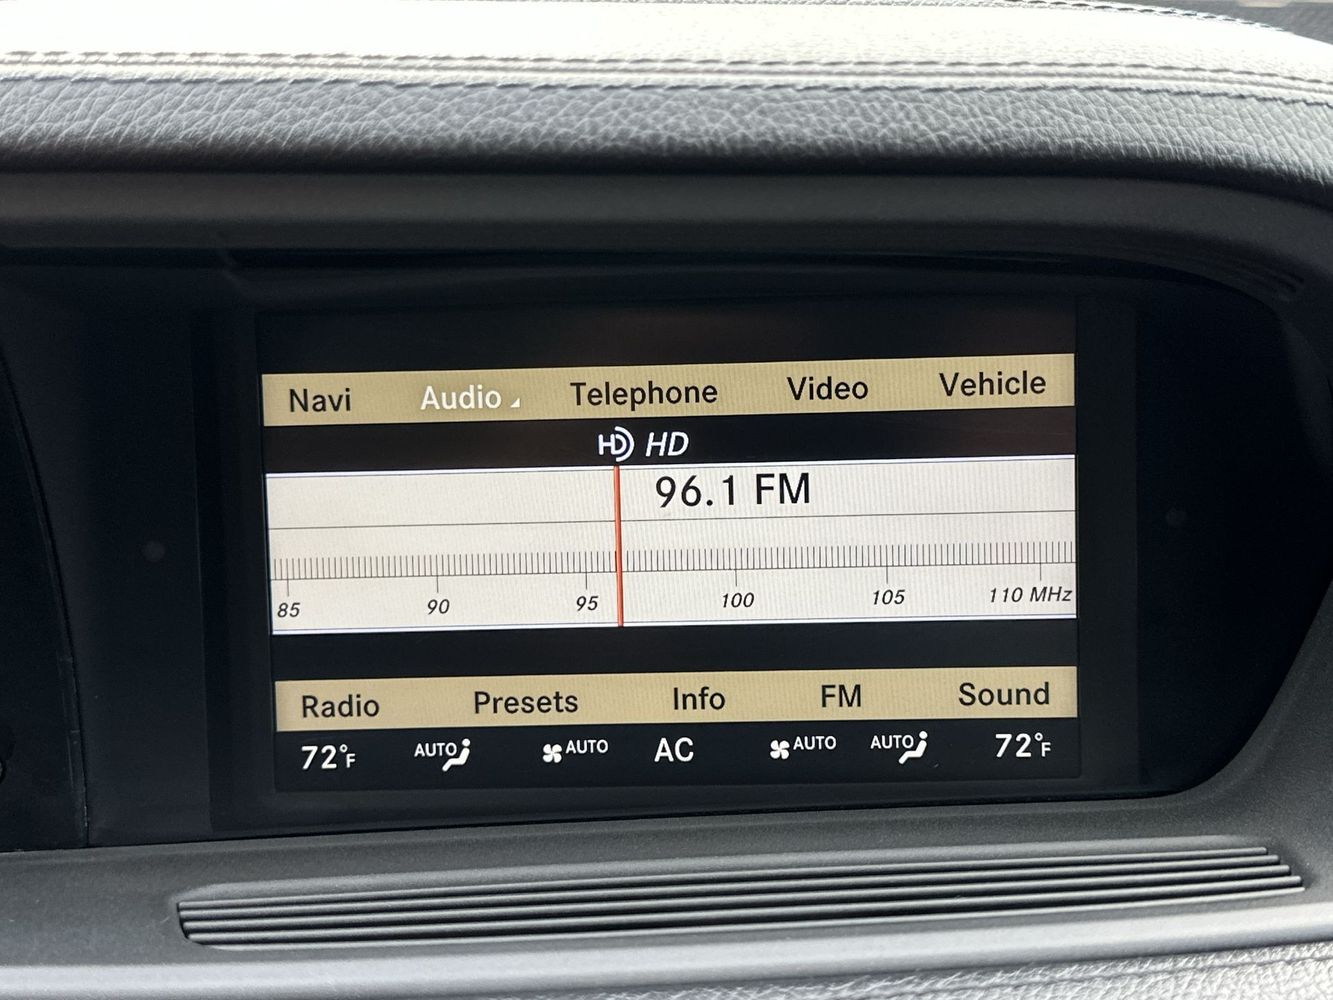 Navi Audio Telephone Video Vehicle
HD HD
96.1 FM
85 90 95 100 105 110 MHz
Radio Presets Info FM Sound
72°F AUTO AUTO AC AUTO AUTO 72°F